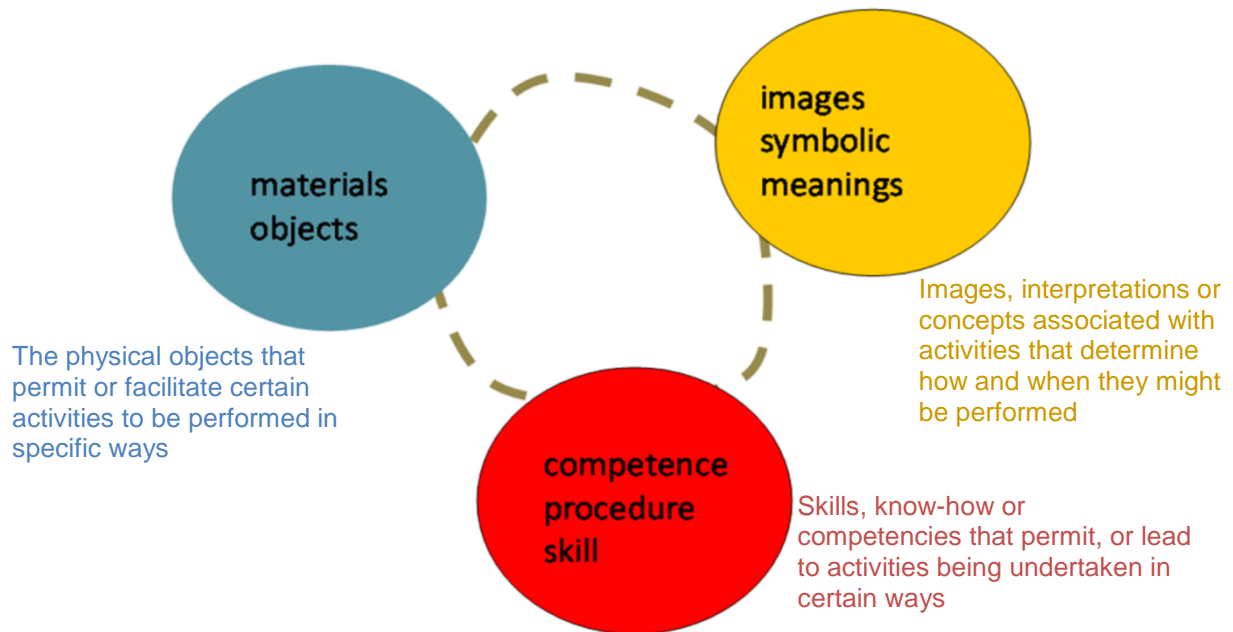 materials
objects
images
symbolic
meanings
The physical objects that
permit or facilitate certain
activities to be performed in
specific ways
Images, interpretations or
concepts associated with
activities that determine
how and when they might
be performed
competence
procedure
skill
Skills, know-how or
competencies that permit, or lead
to activities being undertaken in
certain ways